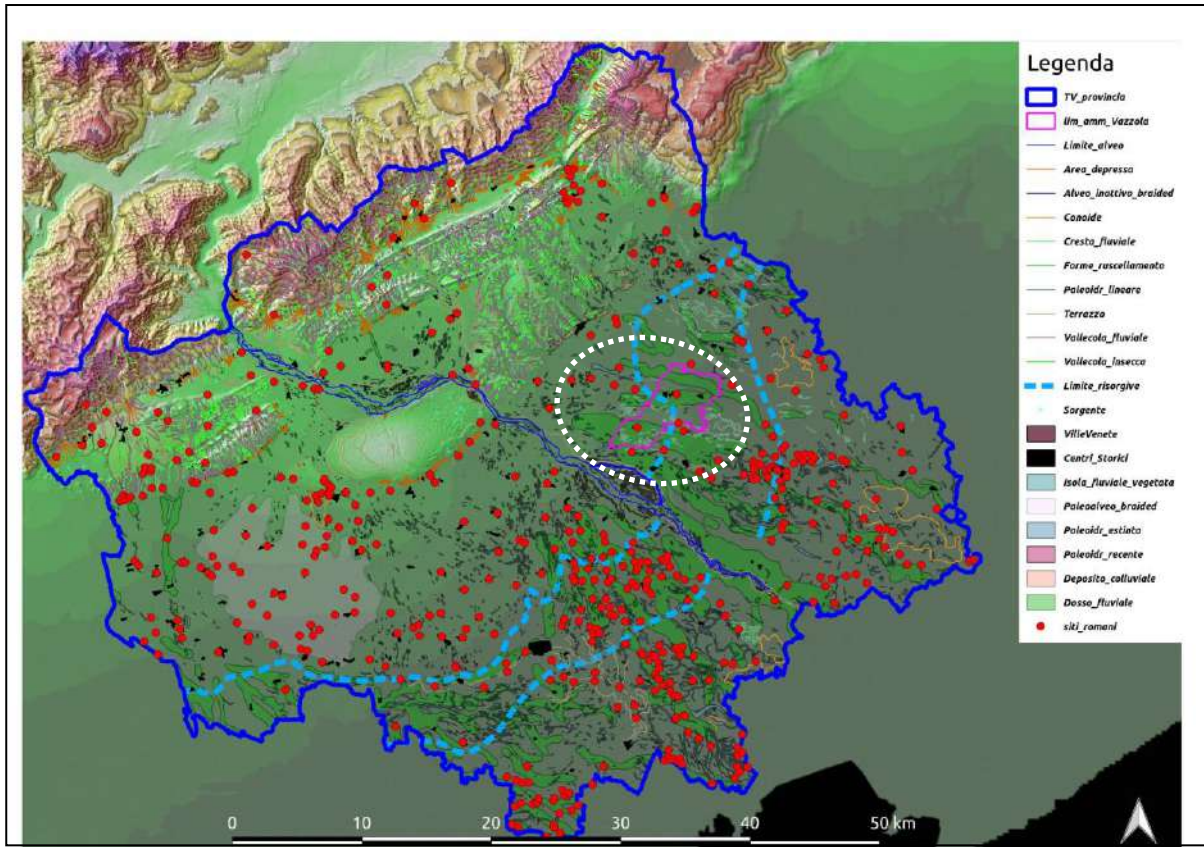 Legenda
TV_provincia
lim_amm_Vazzola
Limite_alveo
Area_depressa
Alveo_inattivo_braided
Conoide
Cresta_fluviale
Forme_ruscellamento
Paleoidr_lineare
Terrazzo
Vallecola_fluviale
Vallecola_insecca
Limite_risorgive
Sorgente
VilleVenete
Centri_Storici
Isola_fluviale_vegetata
Paleoalveo_braided
Paleoidr_estinto
Paleoidr_recente
Deposito_colluviale
Dosso_fluviale
siti_romani
0 10 20 30 40 50 km